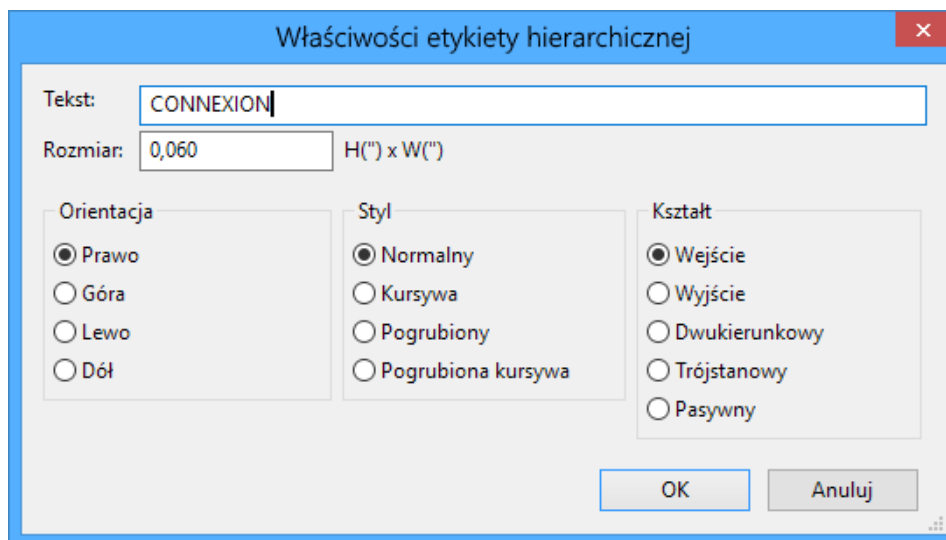 Właściwości etykiety hierarchicznej
Tekst: CONNEXION
Rozmiar: 0,060 H(") x W(")
Orientacja Styl Kształt
Prawo Normalny Wejście
Góra Kursywa Wyjście
Lewo Pogrubiony Dwukierunkowy
Dół Pogrubiona kursywa Trójstanowy
Pasywny
OK Anuluj